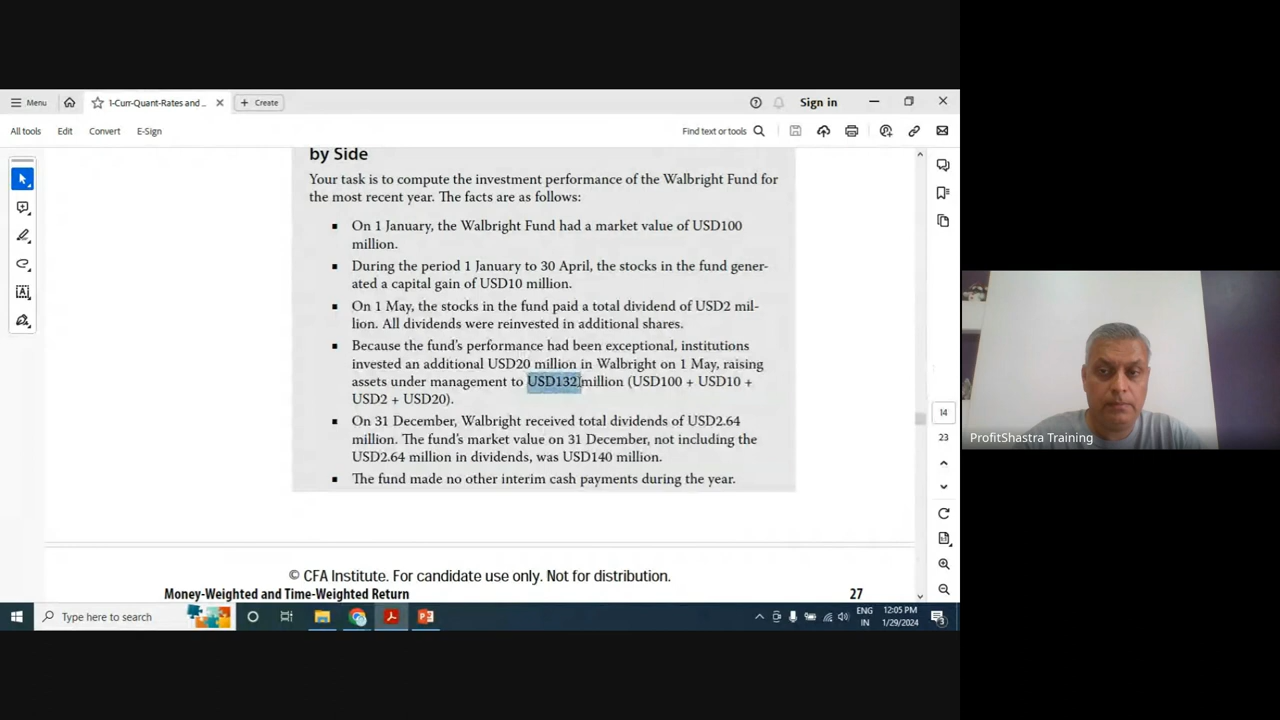 Menu
1-Curr-Quant-Rates and ...
Create
Sign in
All tools
Edit
Convert
E-Sign
Find text or tools
by Side
Your task is to compute the investment performance of the Walbright Fund for
the most recent year. The facts are as follows:
▪ On 1 January, the Walbright Fund had a market value of USD100
million.
▪ During the period 1 January to 30 April, the stocks in the fund gener-
ated a capital gain of USD10 million.
▪ On 1 May, the stocks in the fund paid a total dividend of USD2 mil-
lion. All dividends were reinvested in additional shares.
▪ Because the fund's performance had been exceptional, institutions
invested an additional USD20 million in Walbright on 1 May, raising
assets under management to USD132 million (USD100 + USD10 +
USD2 + USD20).
▪ On 31 December, Walbright received total dividends of USD2.64
million. The fund's market value on 31 December, not including the
USD2.64 million in dividends, was USD140 million.
▪ The fund made no other interim cash payments during the year.
14
23
© CFA Institute. For candidate use only. Not for distribution.
Money-Weighted and Time-Weighted Return 27
Type here to search
ENG
IN
12:05 PM
1/29/2024
3
ProfitShastra Training